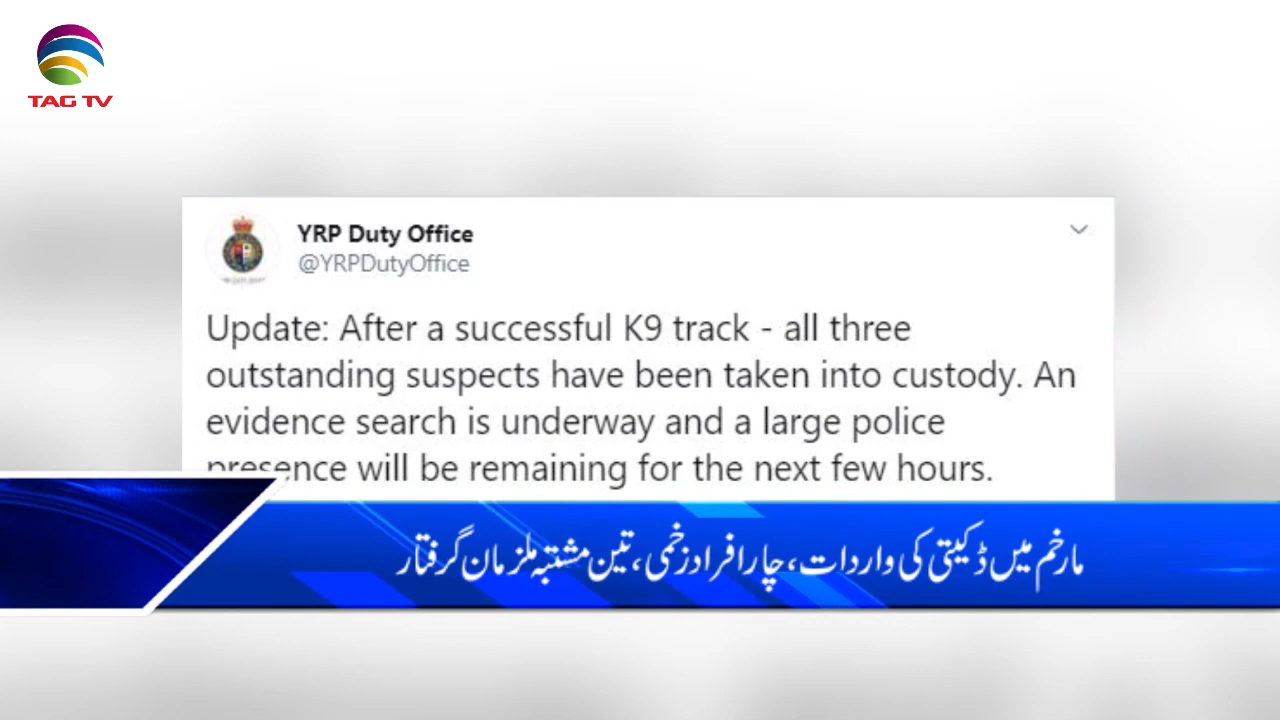 TAG TV
YRP Duty Office
@YRPDutyOffice
Update: After a successful K9 track - all three
outstanding suspects have been taken into custody. An
evidence search is underway and a large police
presence will be remaining for the next few hours.
مارخم میں ڈکیتی کی واردات، چار افراد زخمی، تین مشتبہ ملزمان گرفتار